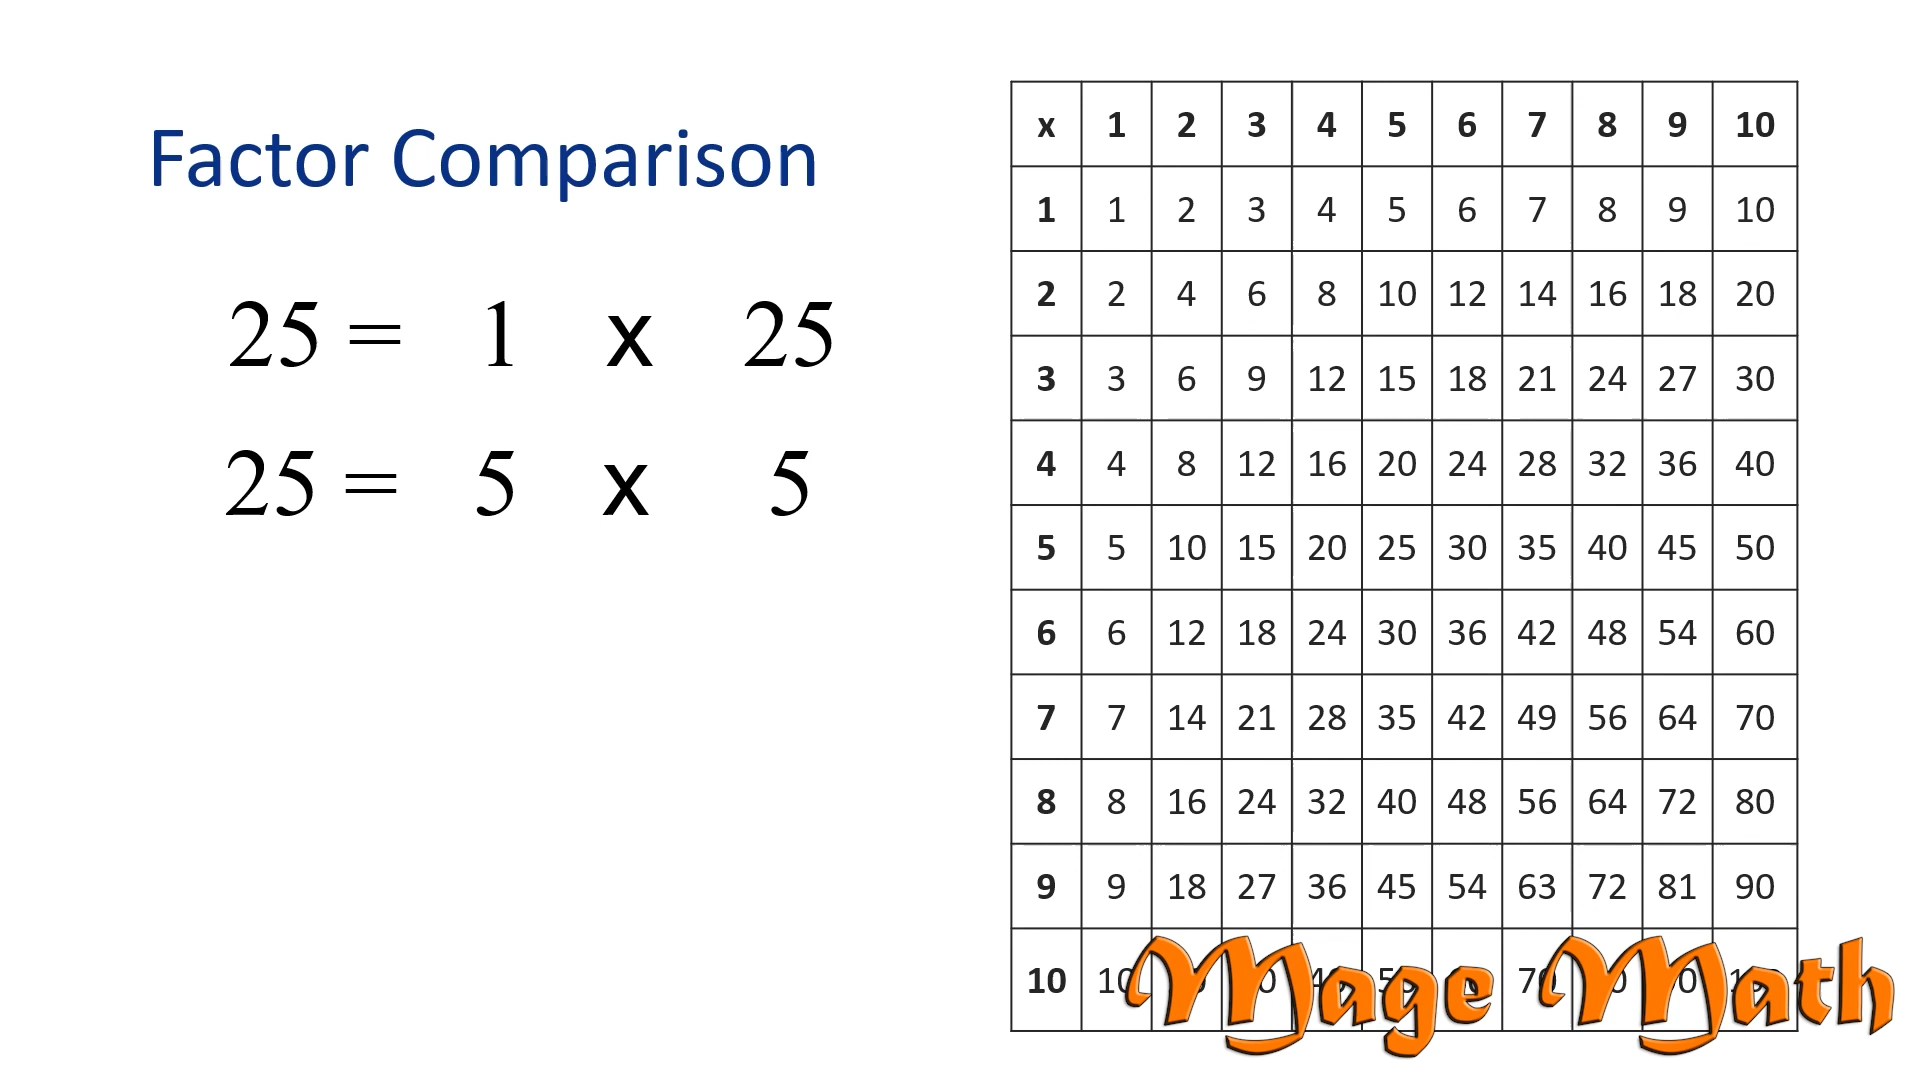 Factor Comparison
25 = 1 x 25
25 = 5 x 5
x 1 2 3 4 5 6 7 8 9 10
1 1 2 3 4 5 6 7 8 9 10
2 2 4 6 8 10 12 14 16 18 20
3 3 6 9 12 15 18 21 24 27 30
4 4 8 12 16 20 24 28 32 36 40
5 5 10 15 20 25 30 35 40 45 50
6 6 12 18 24 30 36 42 48 54 60
7 7 14 21 28 35 42 49 56 64 70
8 8 16 24 32 40 48 56 64 72 80
9 9 18 27 36 45 54 63 72 81 90
10 10
Mage Math